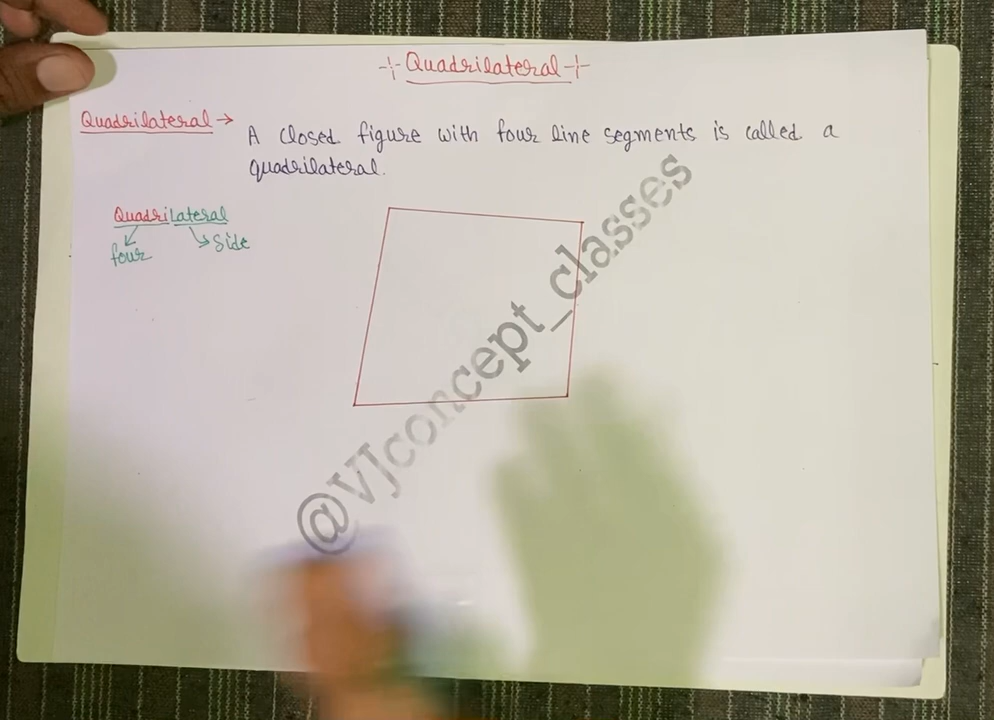 Quadrilateral
Quadrilateral →
A closed figure with four line segments is called a
quadrilateral.
Quadrilateral
four
Side
@VJconcept_classes